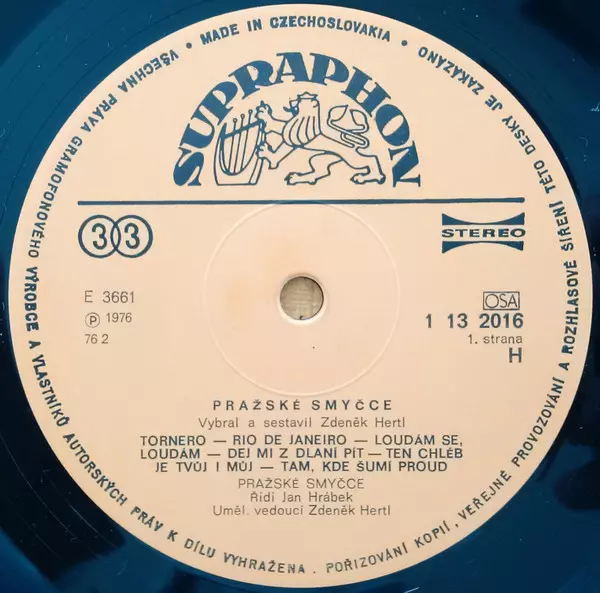 VŠECHNA PRÁVA GRAMOFONOVÉHO VÝROBCE A VLASTNÍKŮ AUTORSKÝCH PRÁV K DÍLU VYHRAŽENA . POŘIZOVÁNÍ KOPIÍ, VEŘEJNÉ PROVOZOVÁNÍ A ROZHLASOVÉ ŠÍŘENÍ TÉTO DESKY JE ZAKÁZÁNO • MADE IN CZECHOSLOVAKIA •
SUPRAPHON
33
STEREO
E 3661
Ⓟ 1976
76 2
OSA
1 13 2016
1. strana
H
PRAŽSKÉ SMYČCE
Vybral a sestavil Zdeněk Hertl
TORNERO — RIO DE JANEIRO — LOUDÁM SE,
LOUDÁM — DEJ MI Z DLANÍ PÍT — TEN CHLÉB
JE TVŮJ I MŮJ — TAM, KDE ŠUMÍ PROUD
PRAŽSKÉ SMYČCE
Řídí Jan Hrábek
Uměl. vedoucí Zdeněk Hertl